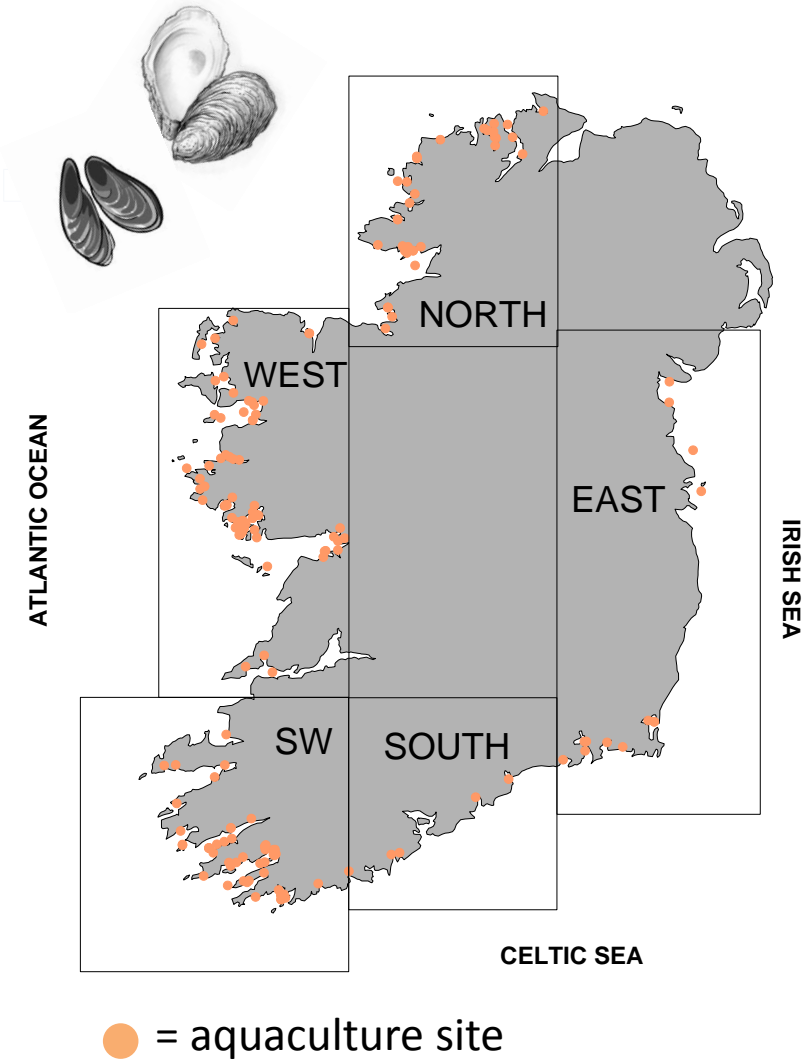 NORTH
WEST
ATLANTIC OCEAN
EAST
IRISH SEA
SW
SOUTH
CELTIC SEA
= aquaculture site